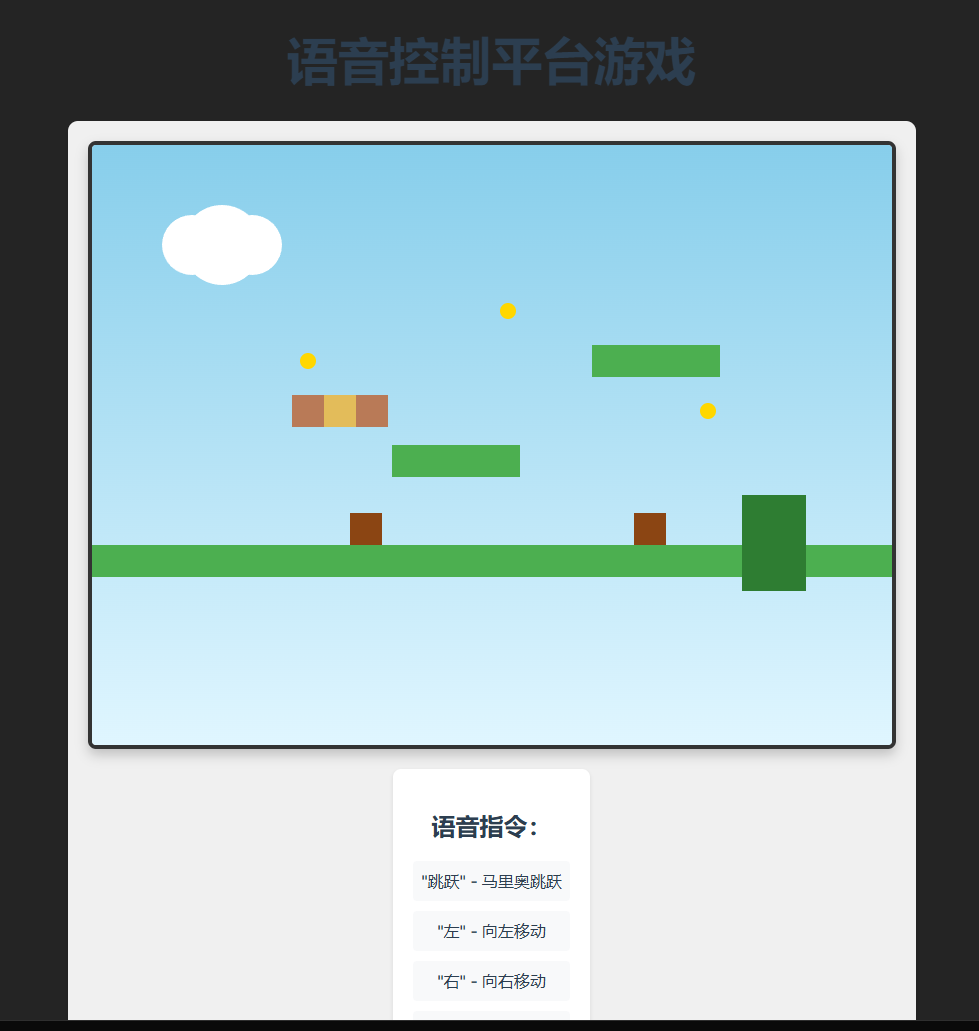 语音控制平台游戏
语音指令：
"跳跃" - 马里奥跳跃
"左" - 向左移动
"右" - 向右移动